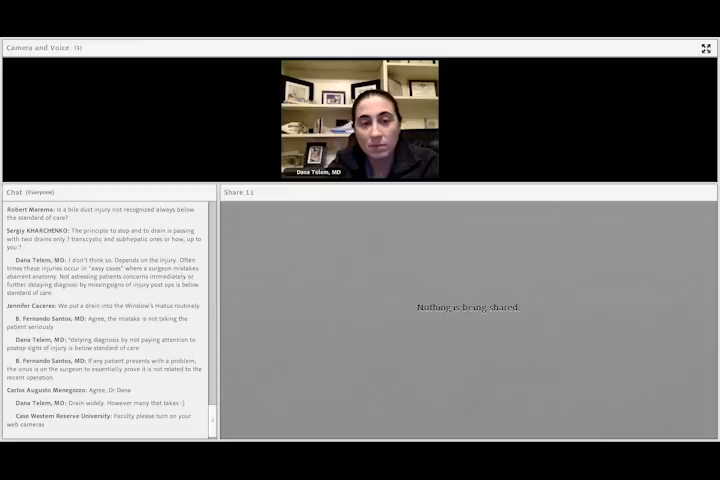 Camera and Voice (1)
Dana Telem, MD
Chat (Everyone)
Share 11
Robert Marema: is a bile duct injury not recognized always below
the standard of care?
Sergiy KHARCHENKO: The principle to stop and to drain is passing
with two drains only ? transcystic and subhepatic ones or how, up to
you ?
Dana Telem, MD: I don't think so. Depends on the injury. Often
times these injuries occur in "easy cases" where a surgeon mistakes
abarrent anatomy. Not adressing patients concerns immediately or
further delaying diagnosi by missingsigns of injury post ops is below
standard of care
Jennifer Caceres: We put a drain into the Winslow's Hiatus routinely
B. Fernando Santos, MD: Agree, the mistake is not taking the
patient seriously
Dana Telem, MD: *delying diagnosis by not paying attention to
postop signs of injury is below standard of care
B. Fernando Santos, MD: If any patient presents with a problem,
the onus is on the surgeon to essentially prove it is not related to the
recent operation
Carlos Augusto Menegozzo: Agree, Dr Dana
Dana Telem, MD: Drain widely. However many that takes :)
Case Western Reserve University: Faculty please turn on your
web cameras
Nothing is being shared.